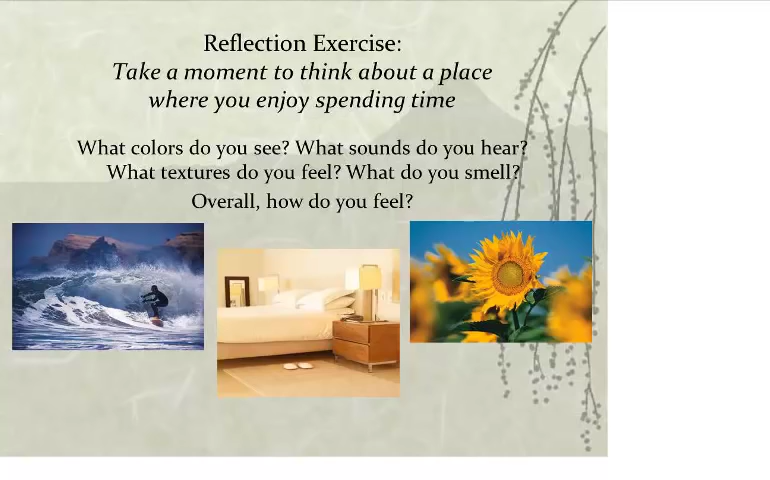 Reflection Exercise:
Take a moment to think about a place
where you enjoy spending time
What colors do you see? What sounds do you hear?
What textures do you feel? What do you smell?
Overall, how do you feel?